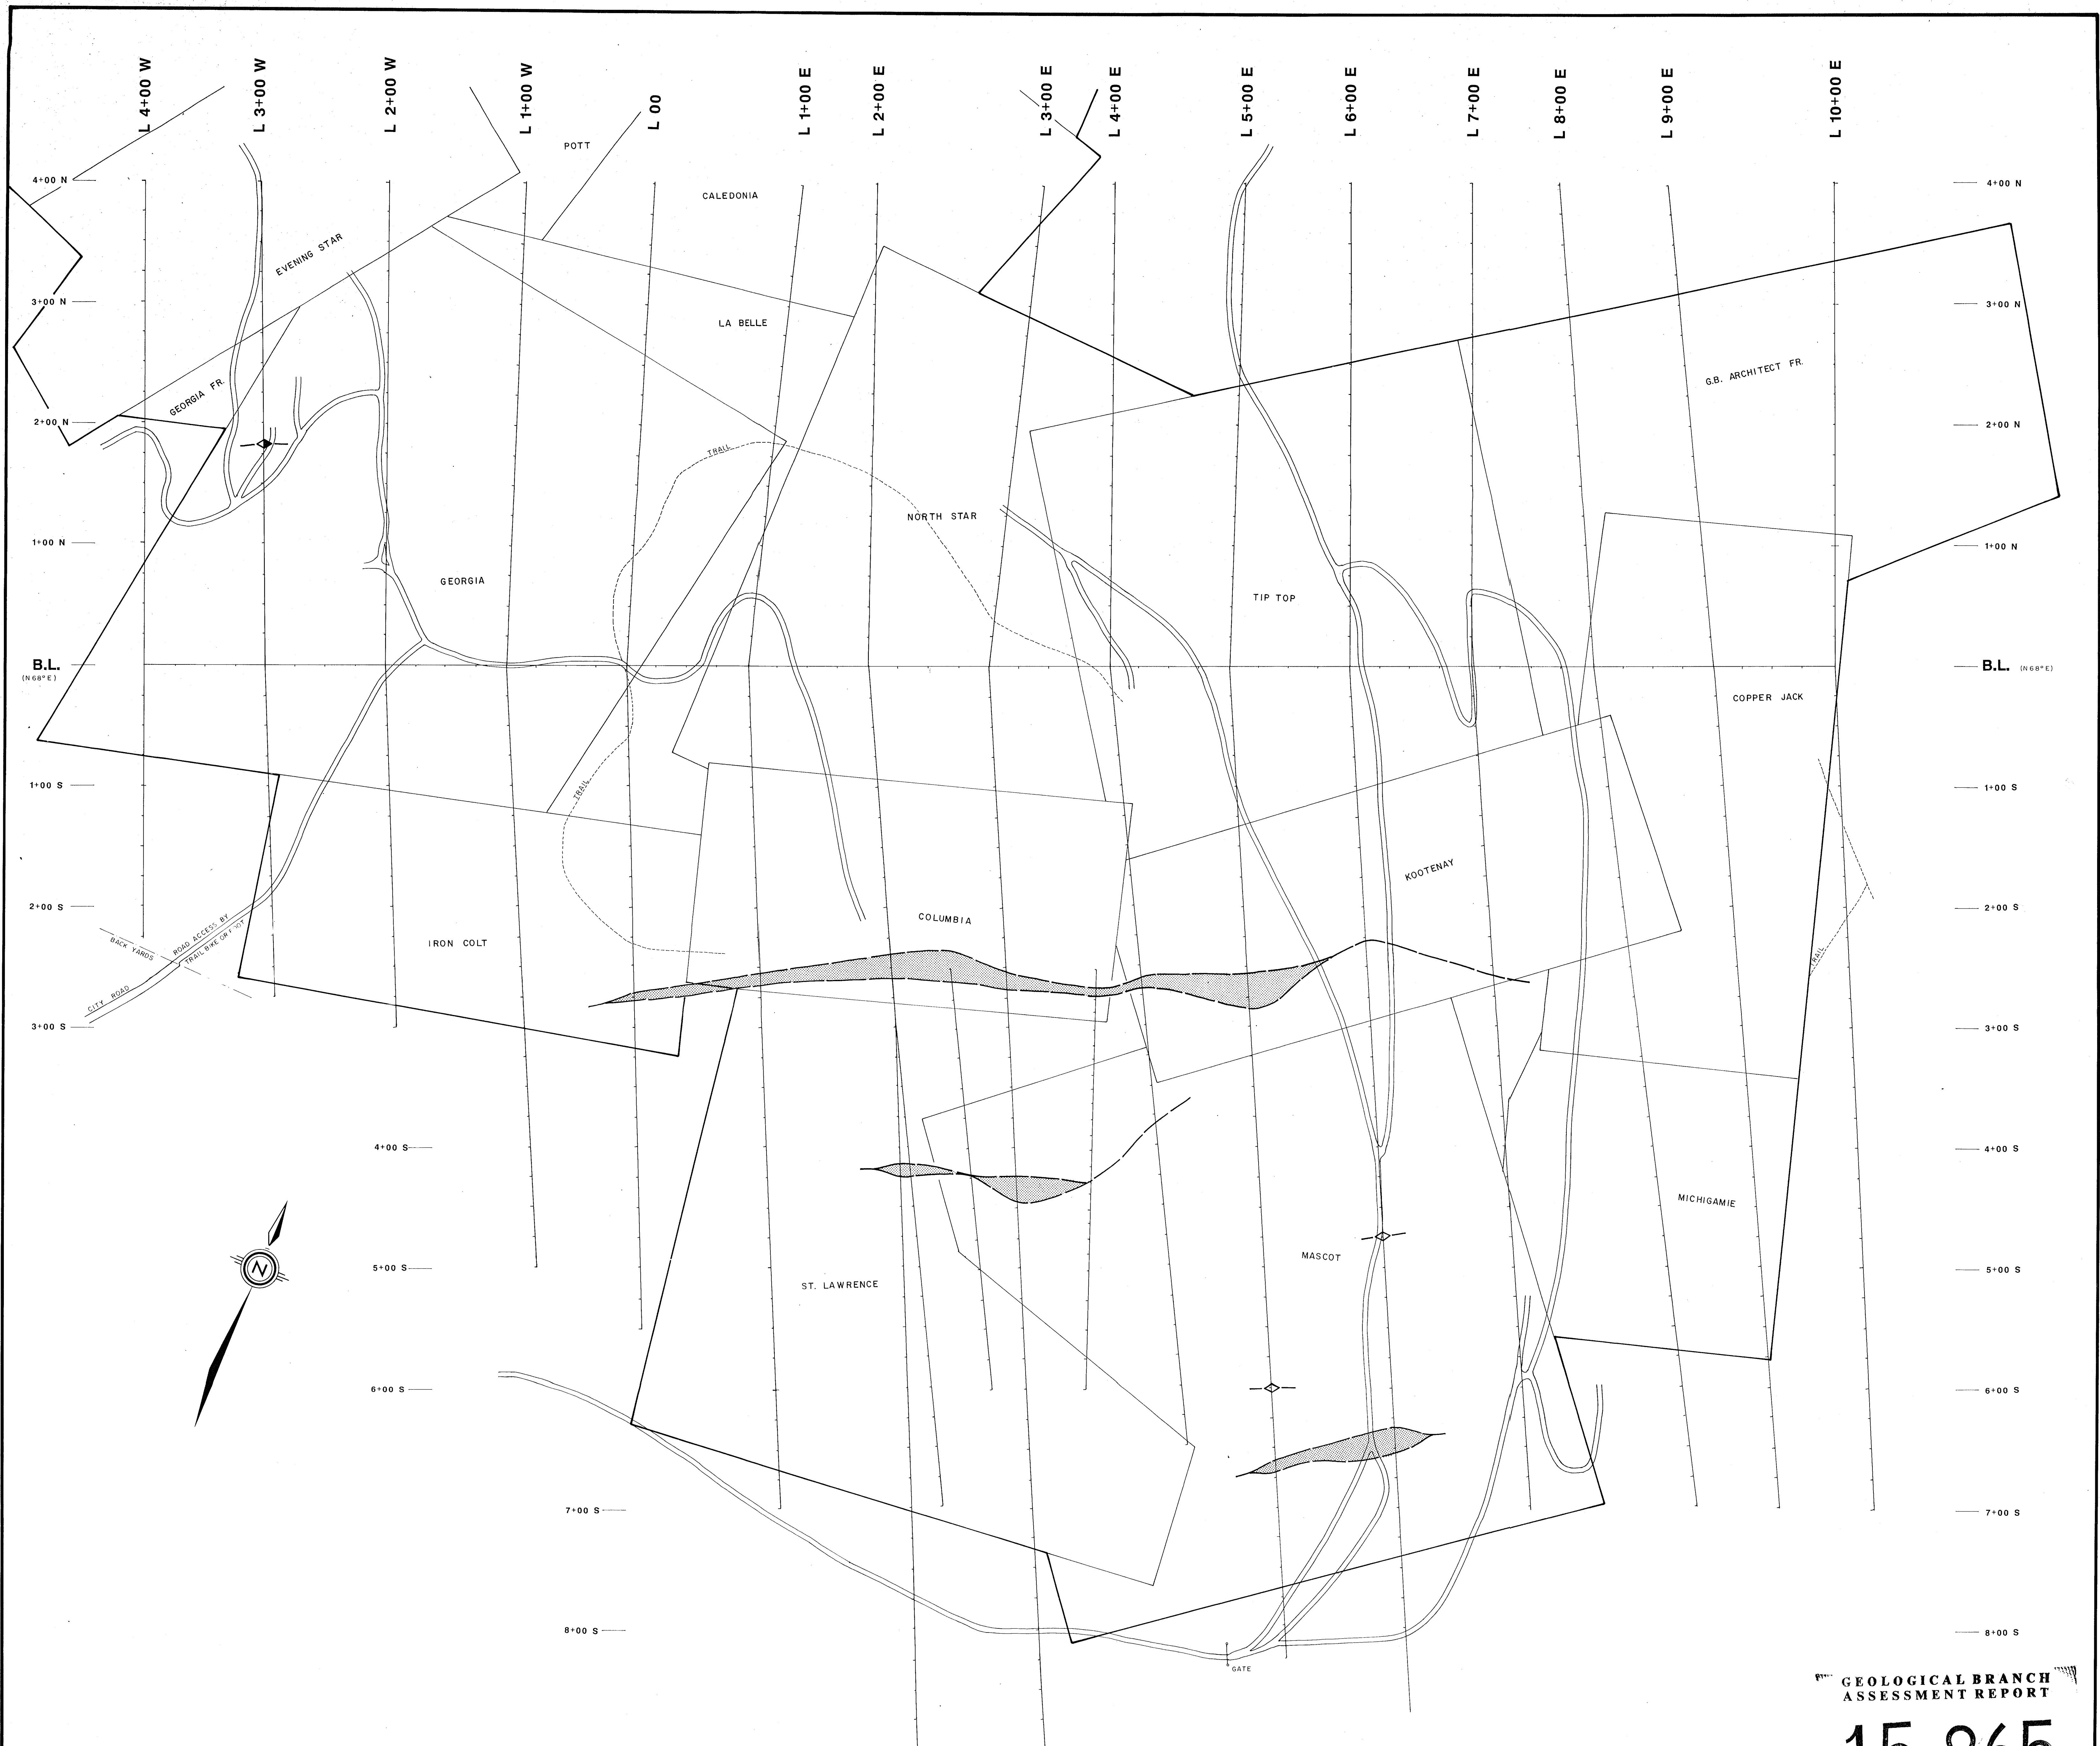 L 4+00 W
L 3+00 W
L 2+00 W
L 1+00 W
L 00
L 1+00 E
L 2+00 E
L 3+00 E
L 4+00 E
L 5+00 E
L 6+00 E
L 7+00 E
L 8+00 E
L 9+00 E
L 10+00 E
POTT
4+00 N
4+00 N
CALEDONIA
EVENING STAR
3+00 N
3+00 N
LA BELLE
G.B. ARCHITECT FR.
GEORGIA FR.
2+00 N
2+00 N
TRAIL
NORTH STAR
1+00 N
1+00 N
GEORGIA
TIP TOP
B.L.
(N68°E)
B.L. (N68°E)
COPPER JACK
1+00 S
1+00 S
TRAIL
KOOTENAY
2+00 S
2+00 S
COLUMBIA
ROAD ACCESS BY
TRAIL BIKE OR FOOT
BACK YARDS
IRON COLT
TRAIL
CITY ROAD
3+00 S
3+00 S
4+00 S
4+00 S
MICHIGAMIE
N
MASCOT
5+00 S
5+00 S
ST. LAWRENCE
6+00 S
6+00 S
7+00 S
7+00 S
8+00 S
8+00 S
GATE
GEOLOGICAL BRANCH
ASSESSMENT REPORT
15,865